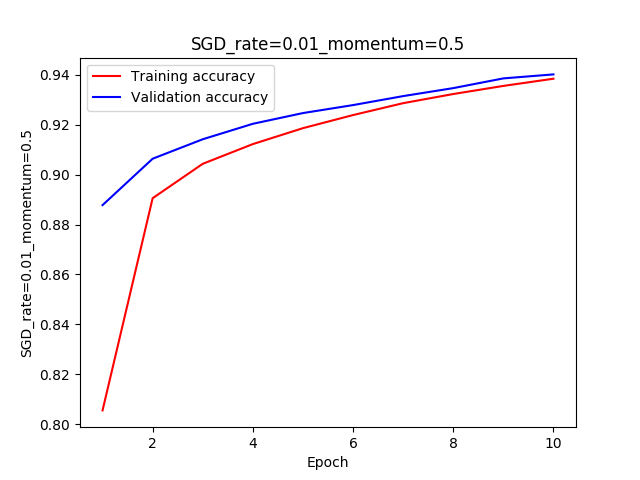 SGD_rate=0.01_momentum=0.5
Training accuracy
Validation accuracy
SGD_rate=0.01_momentum=0.5
0.94
0.92
0.90
0.88
0.86
0.84
0.82
0.80
2 4 6 8 10
Epoch